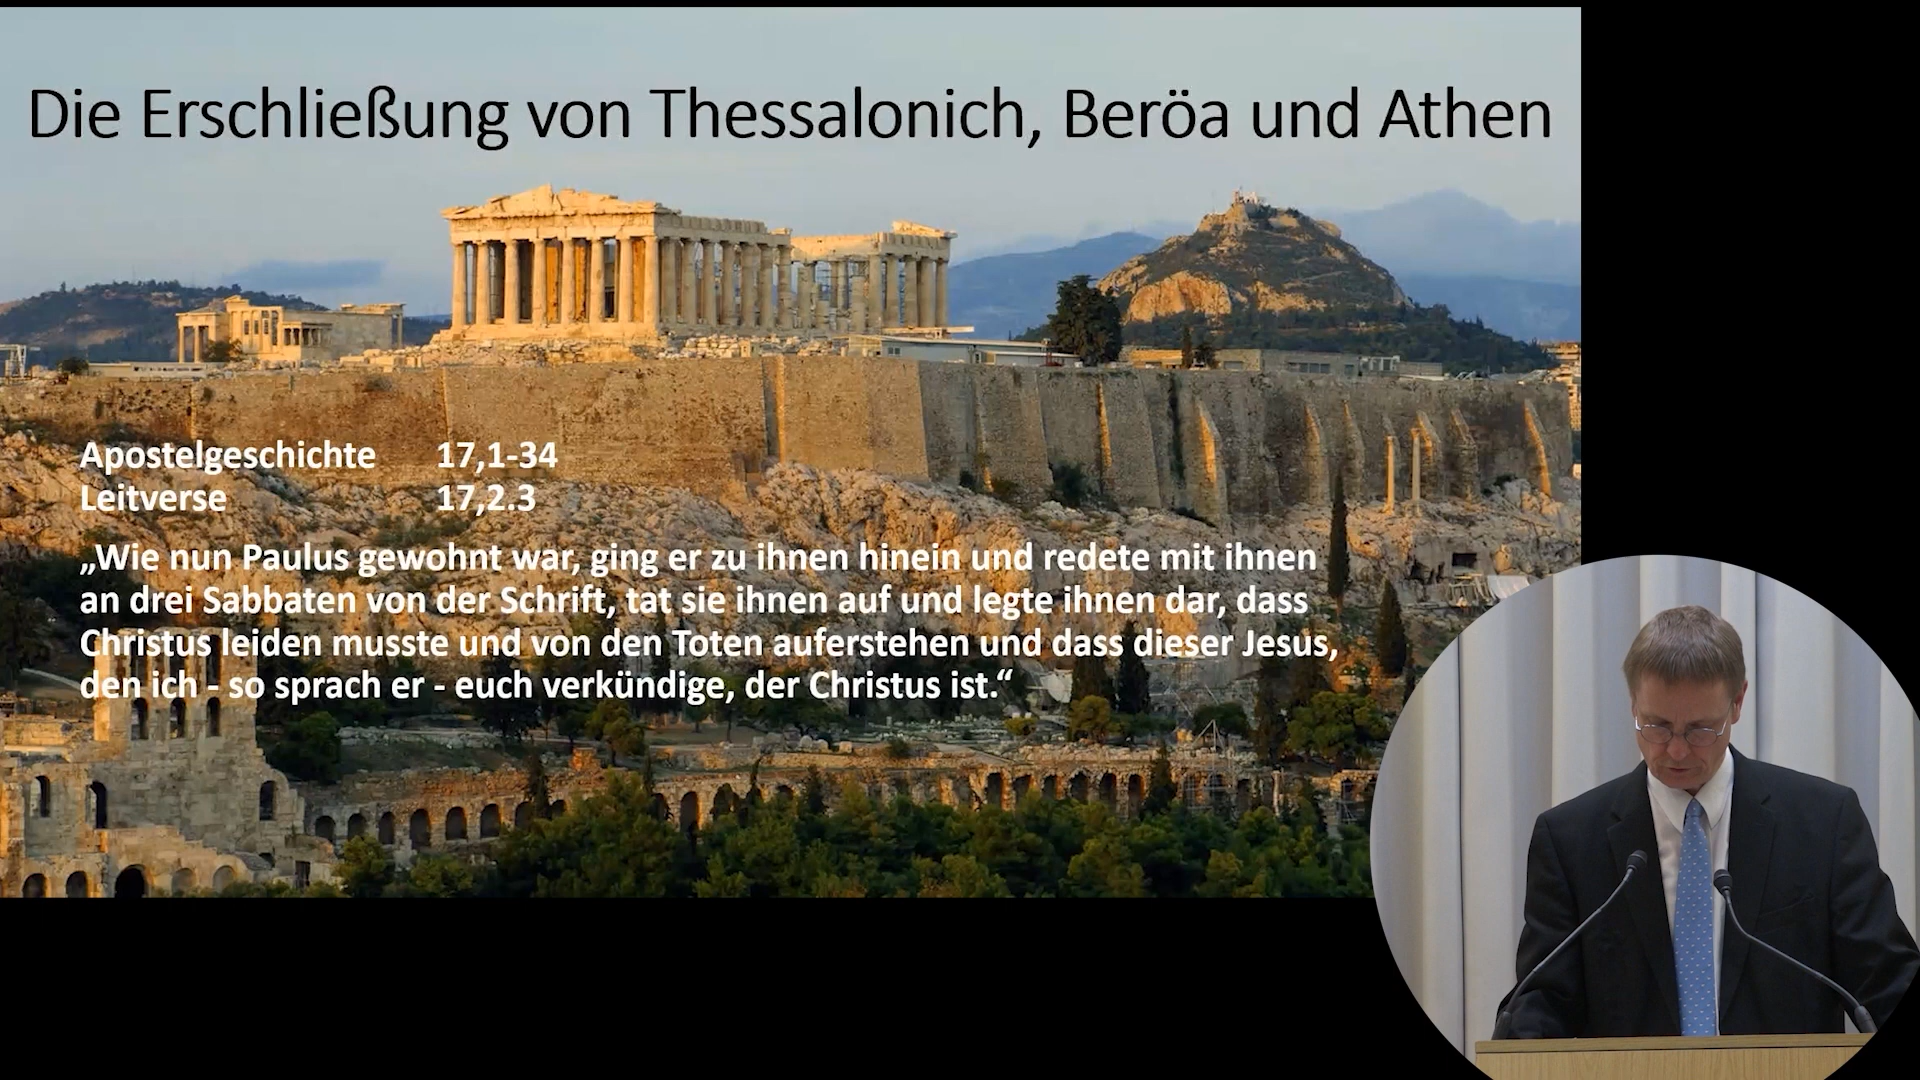 Die Erschließung von Thessalonich, Beröa und Athen
Apostelgeschichte 17,1-34
Leitverse 17,2.3
„Wie nun Paulus gewohnt war, ging er zu ihnen hinein und redete mit ihnen
an drei Sabbaten von der Schrift, tat sie ihnen auf und legte ihnen dar, dass
Christus leiden musste und von den Toten auferstehen und dass dieser Jesus,
den ich - so sprach er - euch verkündige, der Christus ist.“